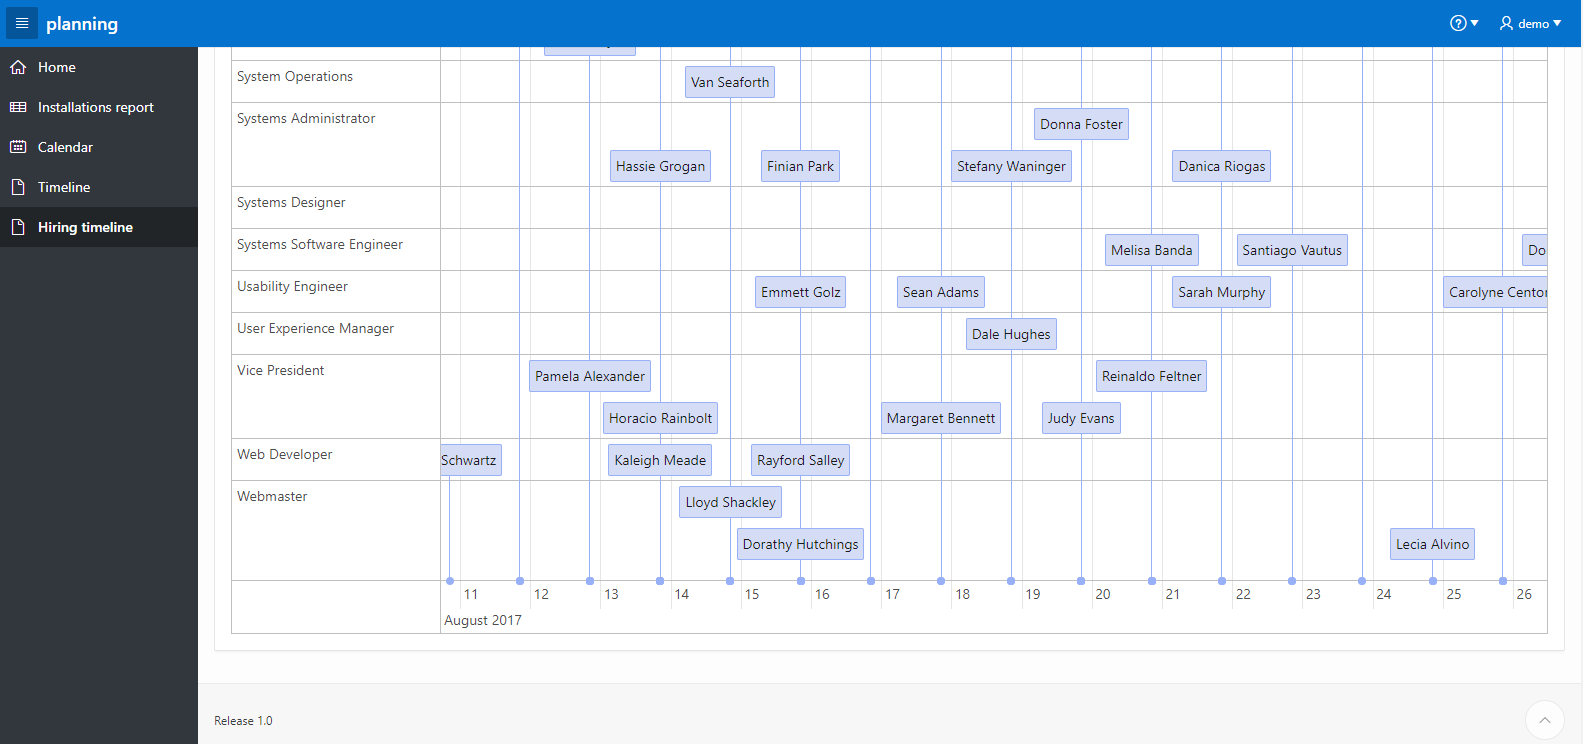 planning
demo
Home
Installations report
Calendar
Timeline
Hiring timeline
System Operations
Van Seaforth
Systems Administrator
Donna Foster
Hassie Grogan Finian Park Stefany Waninger Danica Riogas
Systems Designer
Systems Software Engineer
Melisa Banda Santiago Vautus Do
Usability Engineer
Emmett Golz Sean Adams Sarah Murphy Carolyne Centor
User Experience Manager
Dale Hughes
Vice President
Pamela Alexander Reinaldo Feltner
Horacio Rainbolt Margaret Bennett Judy Evans
Web Developer
Schwartz Kaleigh Meade Rayford Salley
Webmaster
Lloyd Shackley
Dorathy Hutchings Lecia Alvino
11 12 13 14 15 16 17 18 19 20 21 22 23 24 25 26
August 2017
Release 1.0